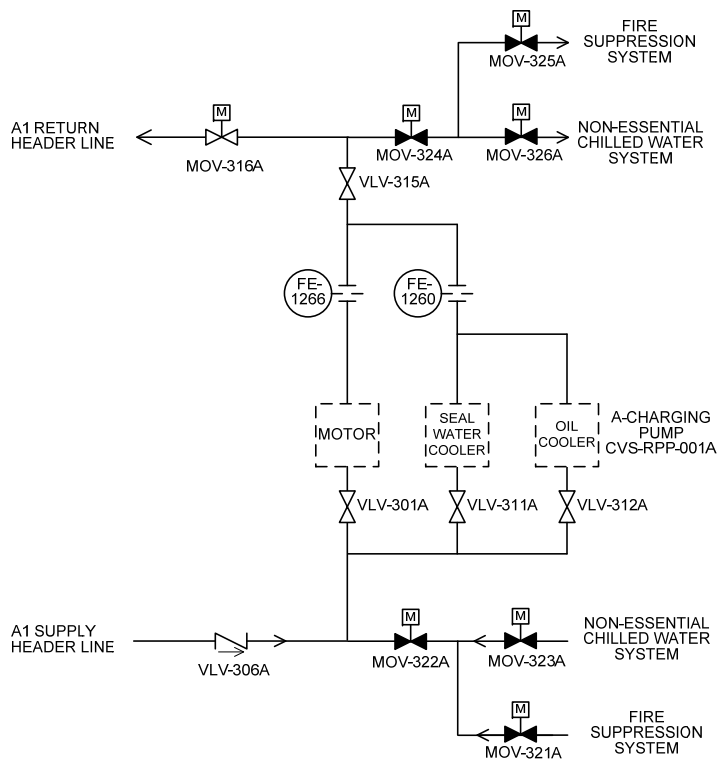 M
FIRE
SUPPRESSION
SYSTEM
MOV-325A
A1 RETURN
HEADER LINE
M
MOV-316A
M
MOV-324A
M
MOV-326A
NON-ESSENTIAL
CHILLED WATER
SYSTEM
VLV-315A
FE-
1266
FE-
1260
MOTOR
SEAL
WATER
COOLER
OIL
COOLER
A-CHARGING
PUMP
CVS-RPP-001A
VLV-301A
VLV-311A
VLV-312A
A1 SUPPLY
HEADER LINE
VLV-306A
M
MOV-322A
M
MOV-323A
NON-ESSENTIAL
CHILLED WATER
SYSTEM
M
MOV-321A
FIRE
SUPPRESSION
SYSTEM